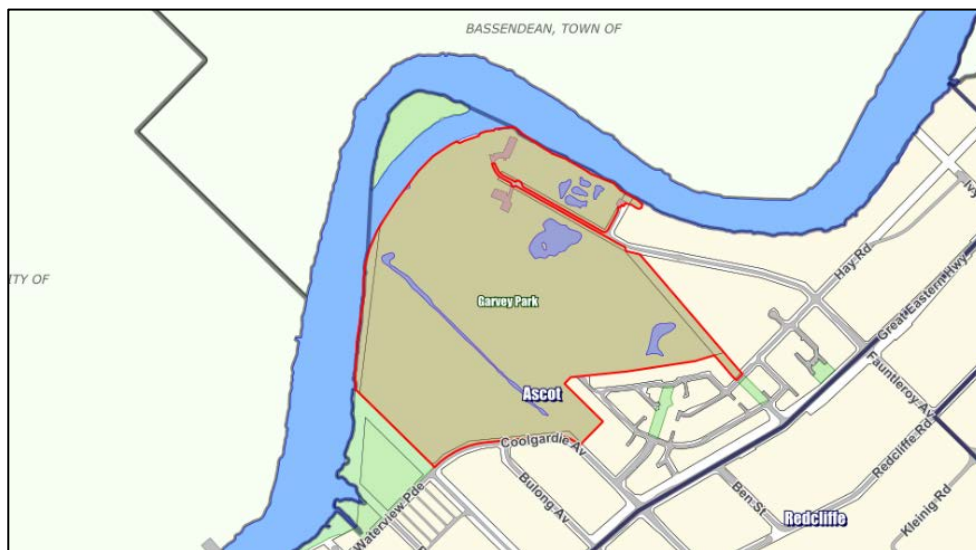 BASSENDEAN, TOWN OF
ITY OF
Garvey Park
Ascot
Redcliffe
Hay Rd
Great Eastern Hwy
Fauntleroy Av
Redcliffe Rd
Kleinig Rd
Ben St
Bulong Av
Coolgardie Av
Waterview Pde
Ivy